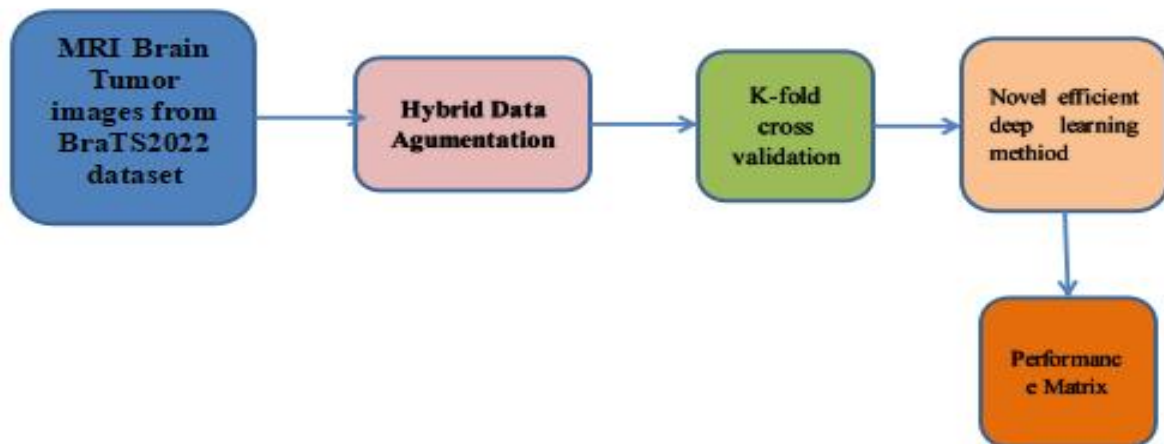 MRI Brain
Tumor
images from
BraTS2022
dataset
Hybrid Data
Agumentation
K-fold
cross
validation
Novel efficient
deep learning
methiod
Performanc
e Matrix